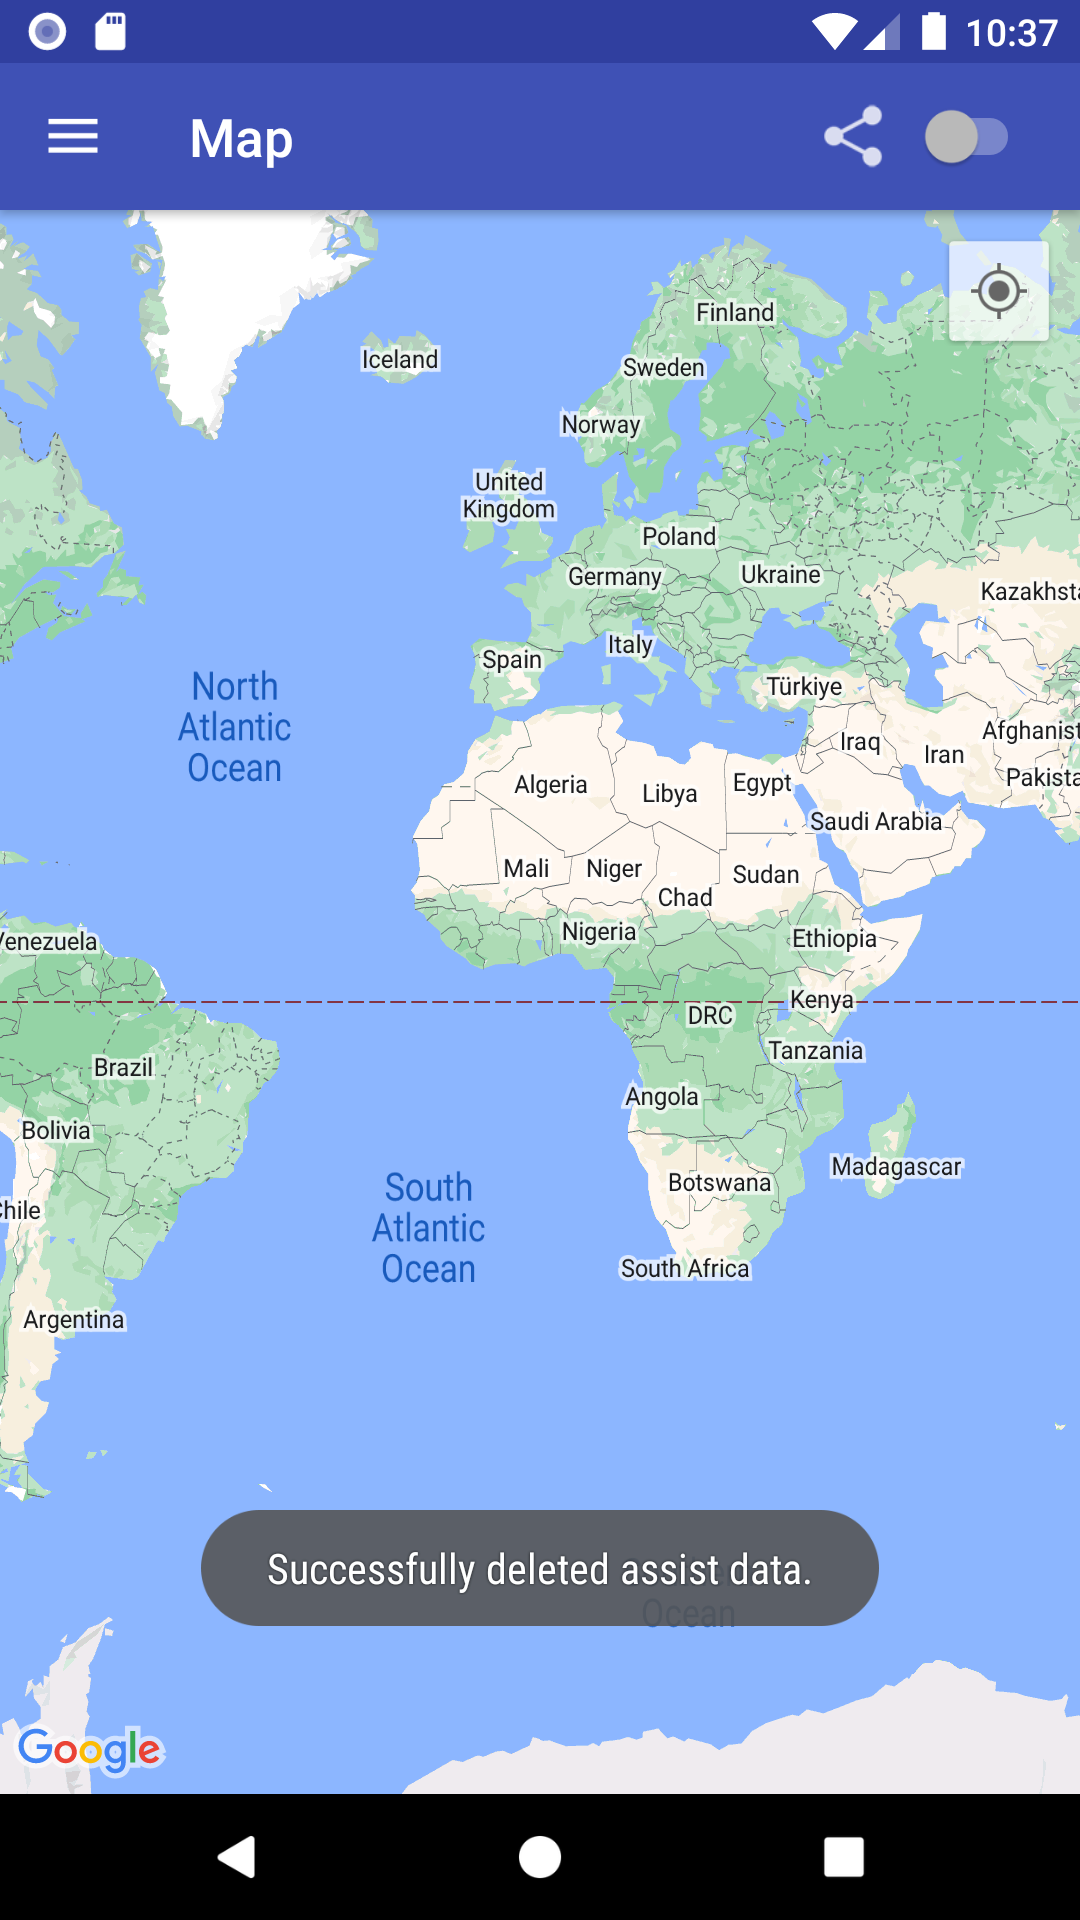 10:37
Map
Finland
Iceland
Sweden
Norway
United
Kingdom
Poland
Germany
Ukraine
Kazakhsta
Italy
Spain
Türkiye
North
Atlantic
Ocean
Afghanist
Iraq
Iran
Pakista
Algeria
Libya
Egypt
Saudi Arabia
Mali
Niger
Sudan
Chad
Nigeria
Ethiopia
Venezuela
Kenya
DRC
Tanzania
Brazil
Angola
Bolivia
Madagascar
Botswana
South
Atlantic
Ocean
Chile
South Africa
Argentina
Successfully deleted assist data.
Ocean
Google